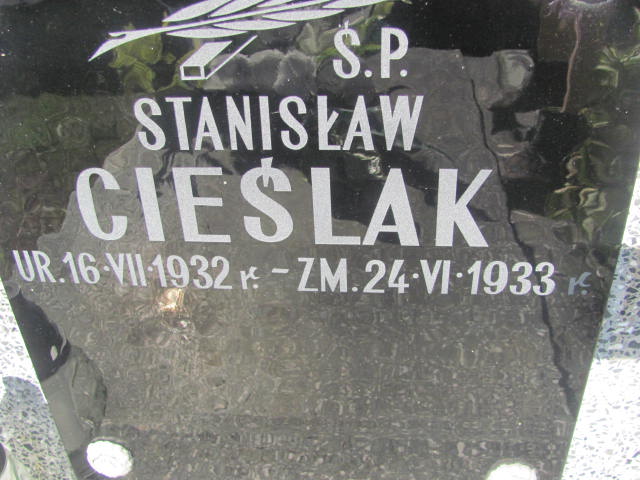 Ś.P.
STANISŁAW
CIEŚLAK
UR. 16·VII·1932 r. – ZM. 24·VI·1933 r.